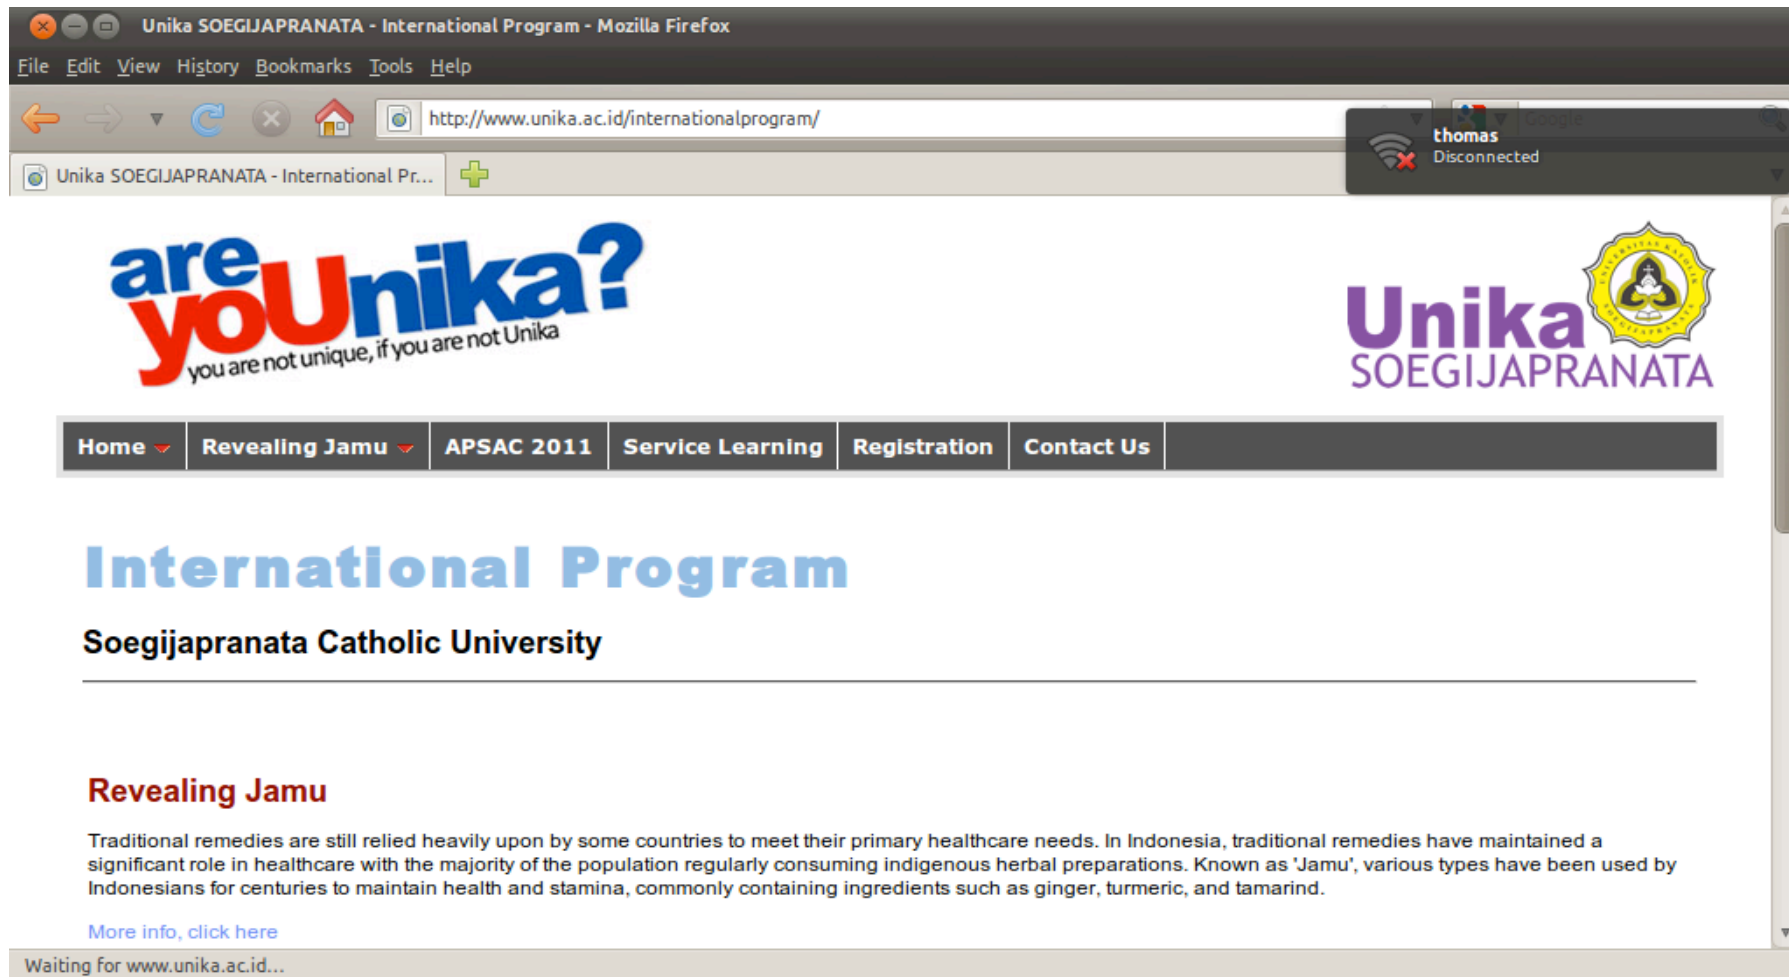 Unika SOEGIJAPRANATA - International Program - Mozilla Firefox
File Edit View History Bookmarks Tools Help
http://www.unika.ac.id/internationalprogram/
Google
thomas
Disconnected
Unika SOEGIJAPRANATA - International Pr...
are
yoUnika?
you are not unique, if you are not Unika
Unika
SOEGIJAPRANATA
Home Revealing Jamu APSAC 2011 Service Learning Registration Contact Us
International Program
Soegijapranata Catholic University
Revealing Jamu
Traditional remedies are still relied heavily upon by some countries to meet their primary healthcare needs. In Indonesia, traditional remedies have maintained a
significant role in healthcare with the majority of the population regularly consuming indigenous herbal preparations. Known as 'Jamu', various types have been used by
Indonesians for centuries to maintain health and stamina, commonly containing ingredients such as ginger, turmeric, and tamarind.
More info, click here
Waiting for www.unika.ac.id...